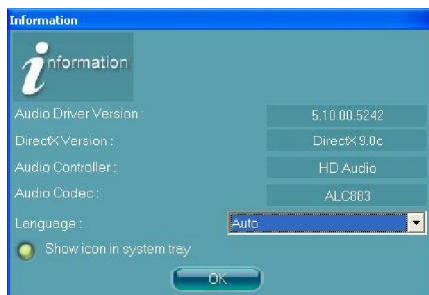 Information
information
Audio Driver Version : 5.10.00.5242
DirectX Version : DirectX 9.0c
Audio Controller : HD Audio
Audio Codec : ALC883
Language : Auto
Show icon in system tray
OK